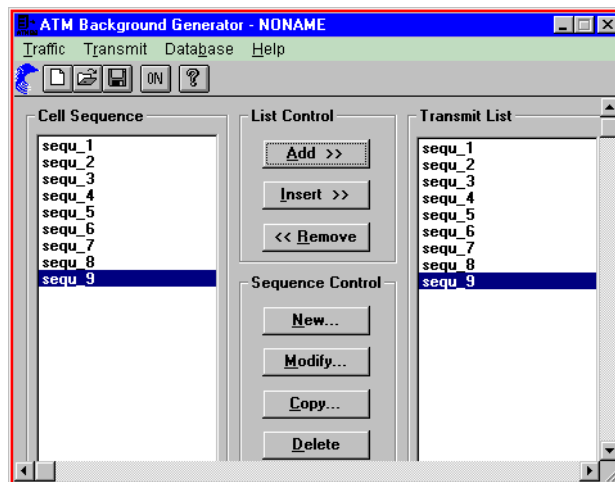 ATM Background Generator - NONAME
Traffic Transmit Database Help
ON ?
Cell Sequence
sequ_1
sequ_2
sequ_3
sequ_4
sequ_5
sequ_6
sequ_7
sequ_8
sequ_9
List Control
Add >>
Insert >>
<< Remove
Sequence Control
New...
Modify...
Copy...
Delete
Transmit List
sequ_1
sequ_2
sequ_3
sequ_4
sequ_5
sequ_6
sequ_7
sequ_8
sequ_9